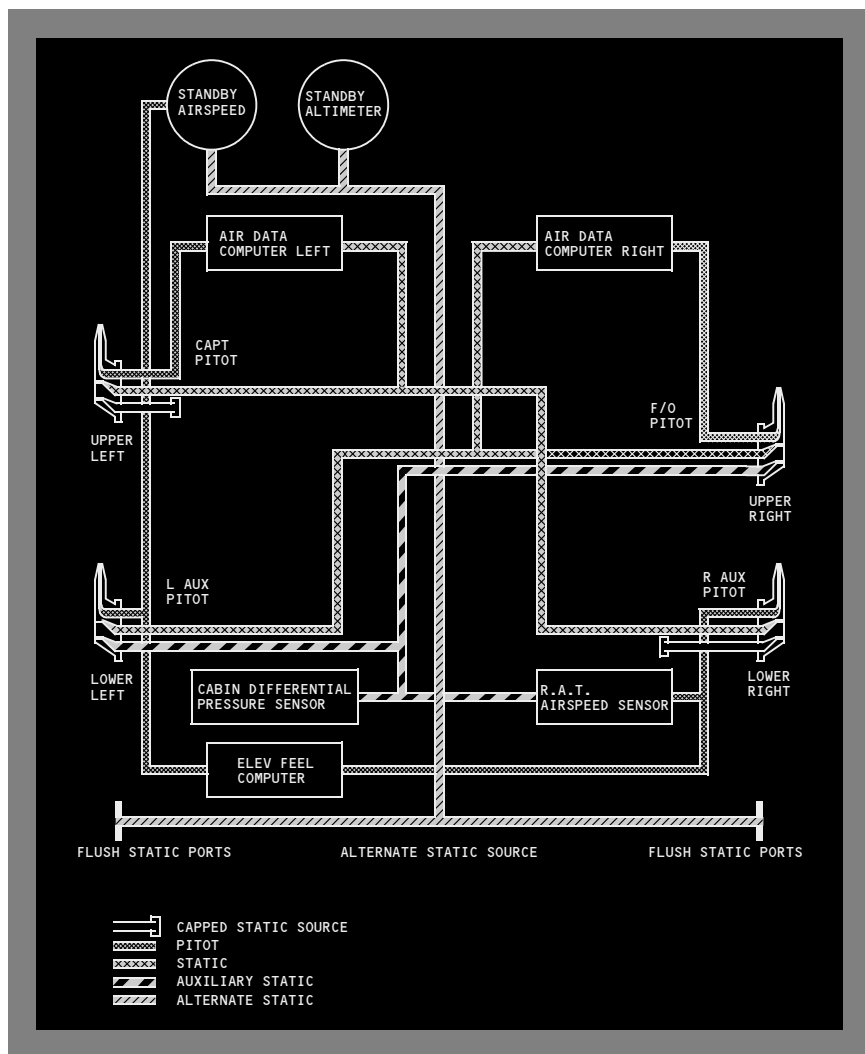 STANDBY
AIRSPEED
STANDBY
ALTIMETER
AIR DATA
COMPUTER LEFT
AIR DATA
COMPUTER RIGHT
CAPT
PITOT
F/O
PITOT
UPPER
LEFT
UPPER
RIGHT
L AUX
PITOT
R AUX
PITOT
LOWER
LEFT
LOWER
RIGHT
CABIN DIFFERENTIAL
PRESSURE SENSOR
R.A.T.
AIRSPEED SENSOR
ELEV FEEL
COMPUTER
FLUSH STATIC PORTS
ALTERNATE STATIC SOURCE
FLUSH STATIC PORTS
CAPPED STATIC SOURCE
PITOT
STATIC
AUXILIARY STATIC
ALTERNATE STATIC